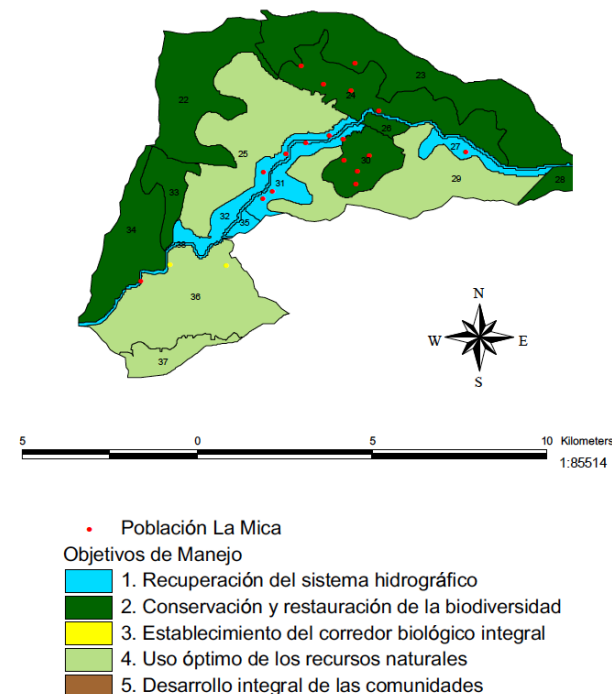 23
22
24
26
25
27
30
28
29
33
31
34
32
35
38
36
37
N
W E
S
5 0 5 10 Kilometers
1:85514
Población La Mica
Objetivos de Manejo
1. Recuperación del sistema hidrográfico
2. Conservación y restauración de la biodiversidad
3. Establecimiento del corredor biológico integral
4. Uso óptimo de los recursos naturales
5. Desarrollo integral de las comunidades